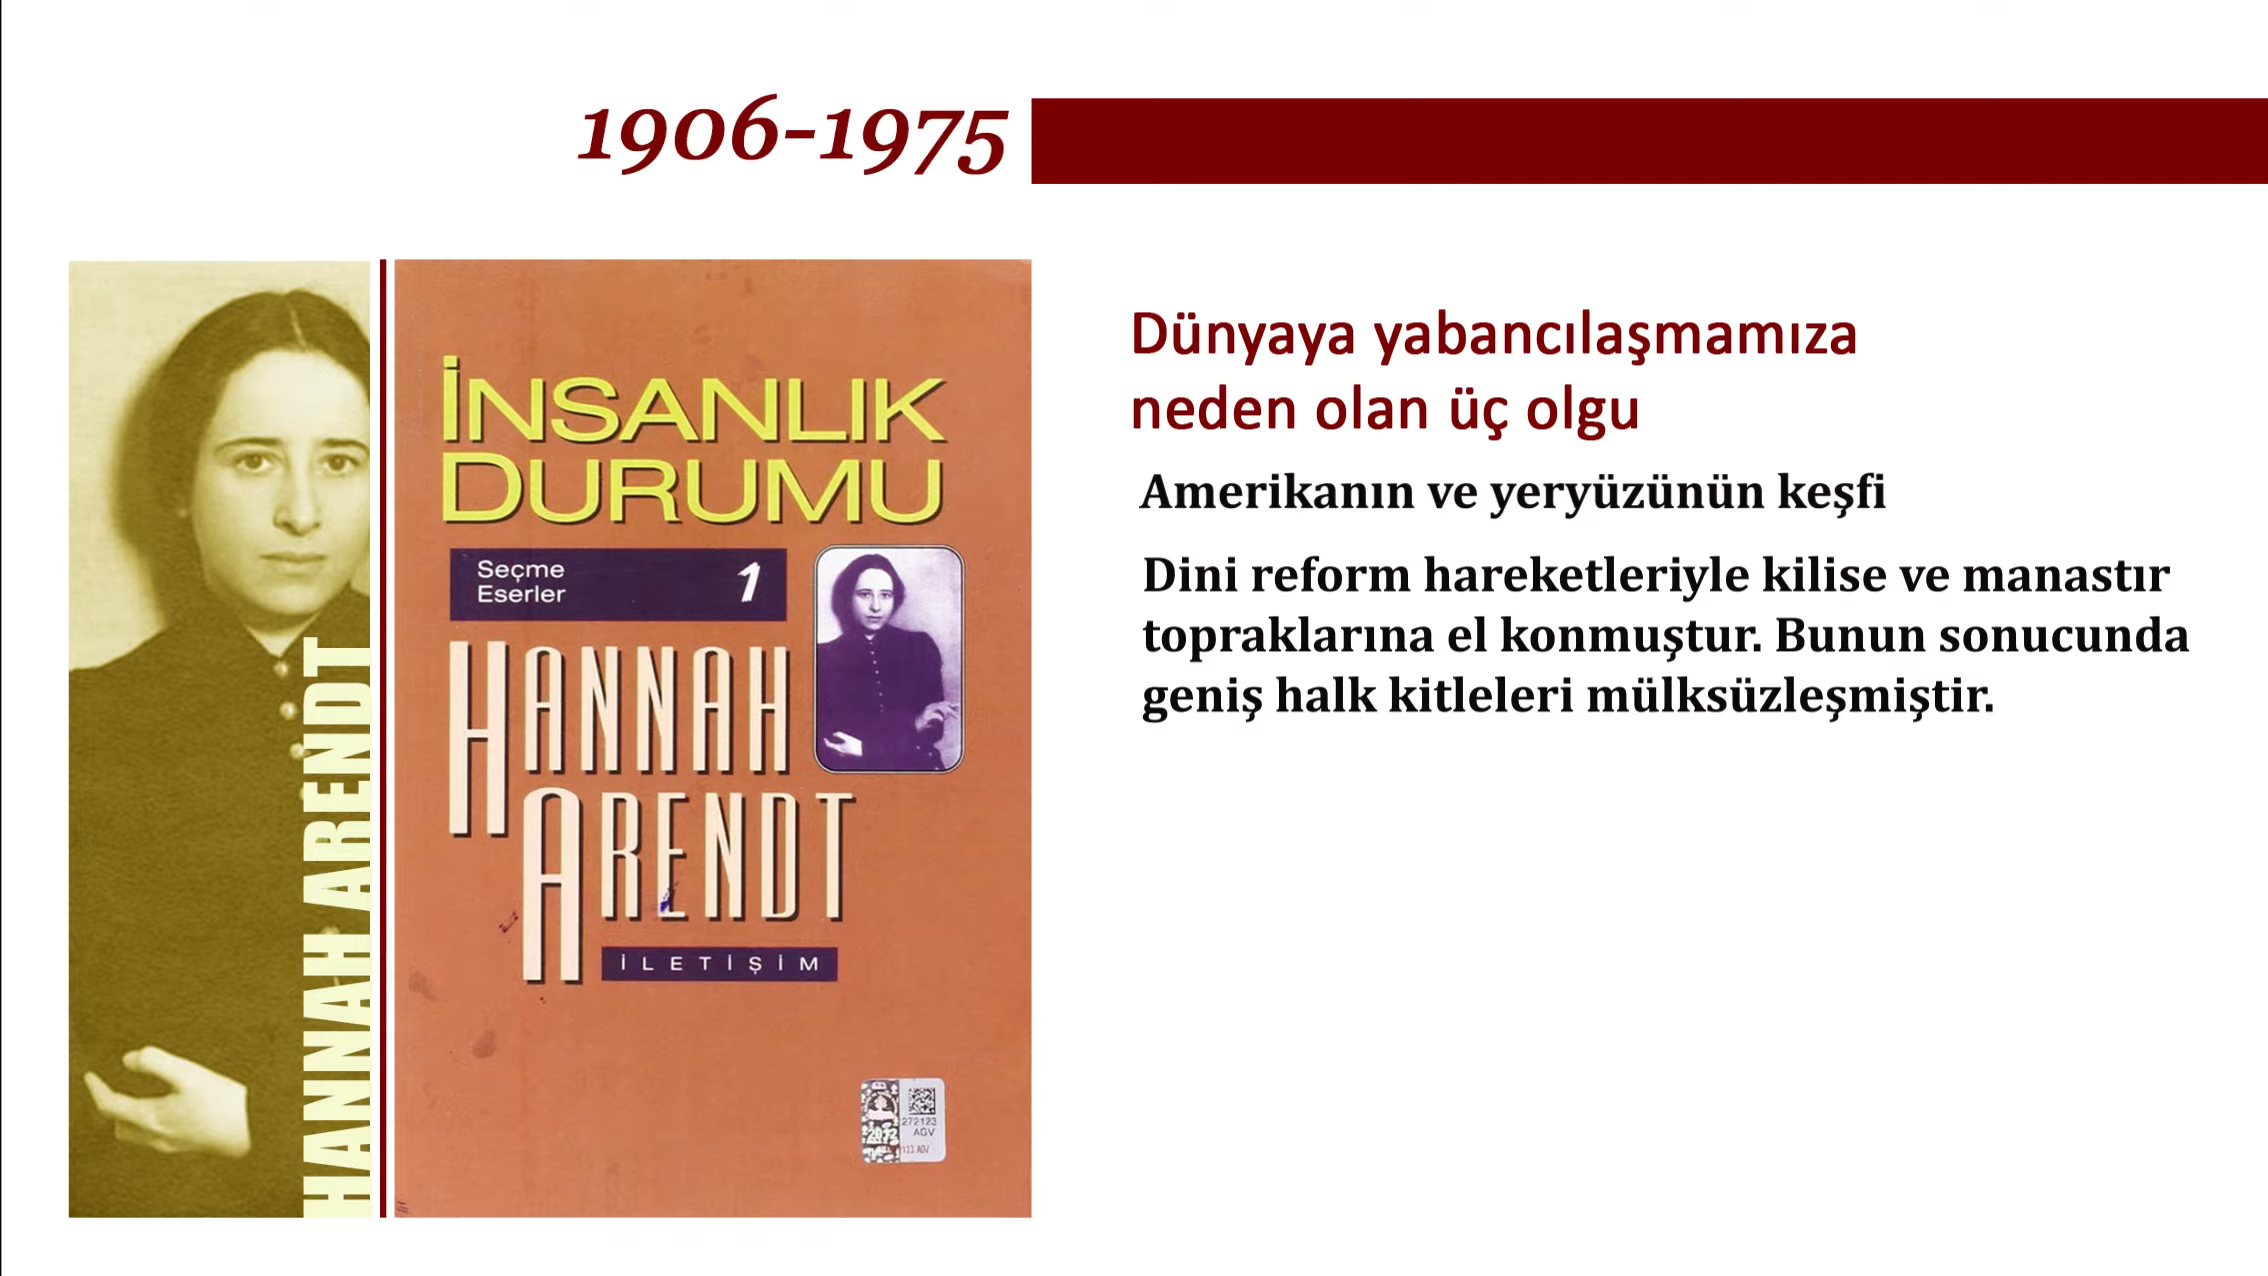 1906-1975
HANNAH ARENDT
İNSANLIK
DURUMU
Seçme
Eserler
1
HANNAH
ARENDT
İLETİŞİM
272123
AGV
Dünyaya yabancılaşmamıza
neden olan üç olgu
Amerikanın ve yeryüzünün keşfi
Dini reform hareketleriyle kilise ve manastır
topraklarına el konmuştur. Bunun sonucunda
geniş halk kitleleri mülksüzleşmiştir.